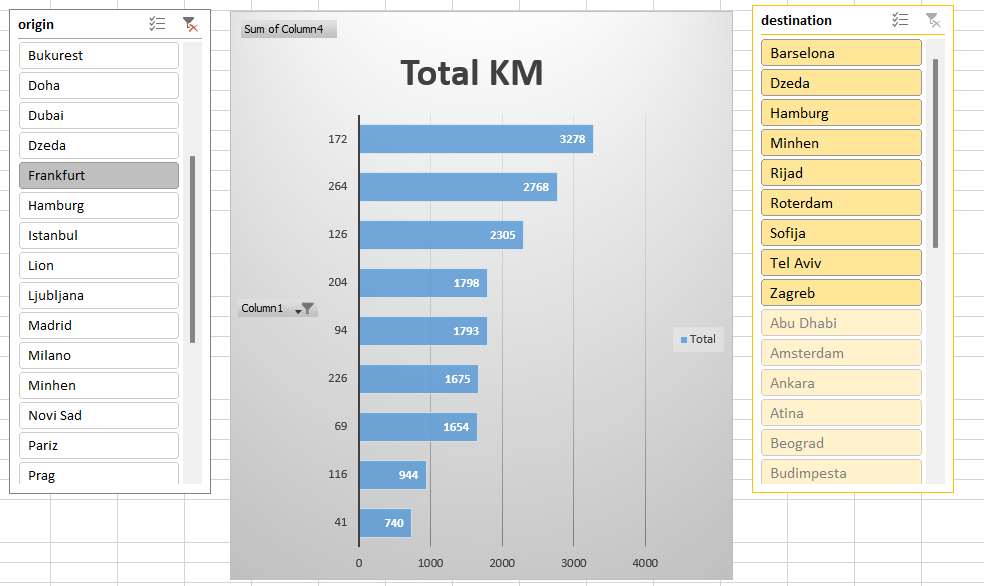 origin
Bukurest
Doha
Dubai
Dzeda
Frankfurt
Hamburg
Istanbul
Lion
Ljubljana
Madrid
Milano
Minhen
Novi Sad
Pariz
Prag
Sum of Column4
Total KM
172 3278
264 2768
126 2305
204 1798
Column1
94 1793
226 1675
69 1654
116 944
41 740
0 1000 2000 3000 4000
Total
destination
Barselona
Dzeda
Hamburg
Minhen
Rijad
Roterdam
Sofija
Tel Aviv
Zagreb
Abu Dhabi
Amsterdam
Ankara
Atina
Beograd
Budimpesta